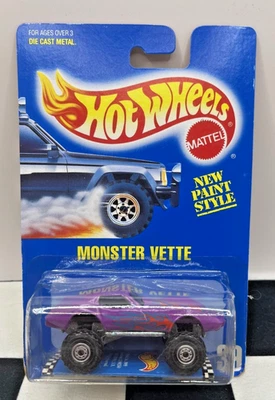 FOR AGES OVER 3
DIE CAST METAL.
HOT WHEELS
MATTEL
NEW
PAINT
STYLE
MONSTER VETTE